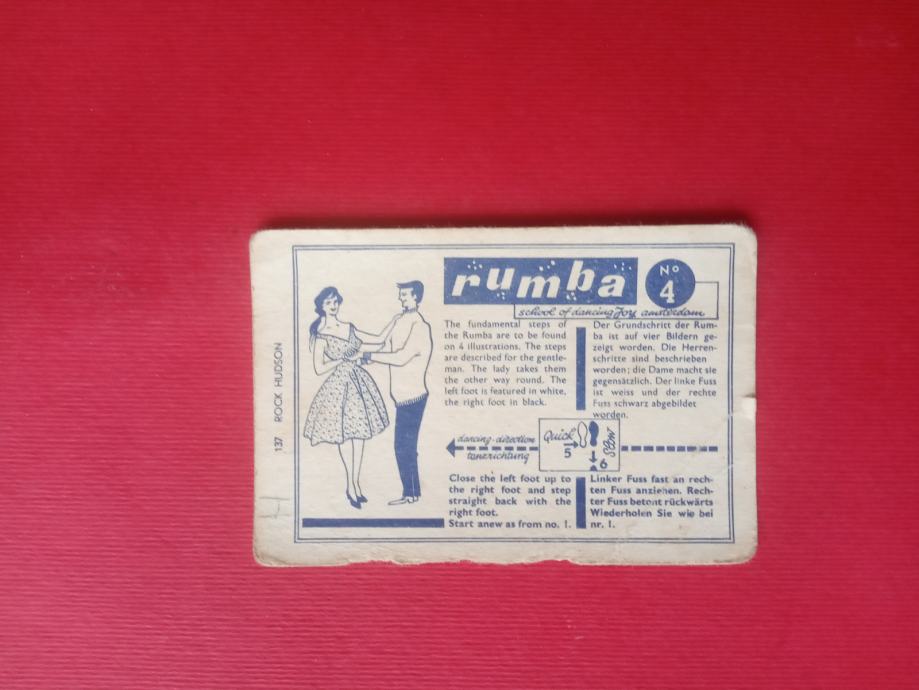 rumba
No
4
school of dancing Joy amsterdam
The fundamental steps of
the Rumba are to be found
on 4 illustrations. The steps
are described for the gentle-
man. The lady takes them
the other way round. The
left foot is featured in white,
the right foot in black.
Der Grundschritt der Rum-
ba ist auf vier Bildern ge-
zeigt worden. Die Herren-
schritte sind beschrieben
worden; die Dame macht sie
gegensätzlich. Der linke Fuss
ist weiss und der rechte
Fuss schwarz abgebildet
worden.
dancing-direction
tanzrichtung
Quick
5
Slow
6
Close the left foot up to
the right foot and step
straight back with the
right foot.
Start anew as from no. 1.
Linker Fuss fast an rech-
ten Fuss anziehen. Rech-
ter Fuss betont rückwärts
Wiederholen Sie wie bei
nr. 1.
137 ROCK HUDSON